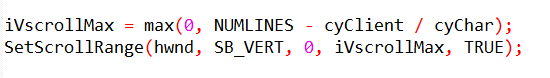 iVscrollMax = max(0, NUMLINES - cyClient / cyChar);
SetScrollRange(hwnd, SB_VERT, 0, iVscrollMax, TRUE);